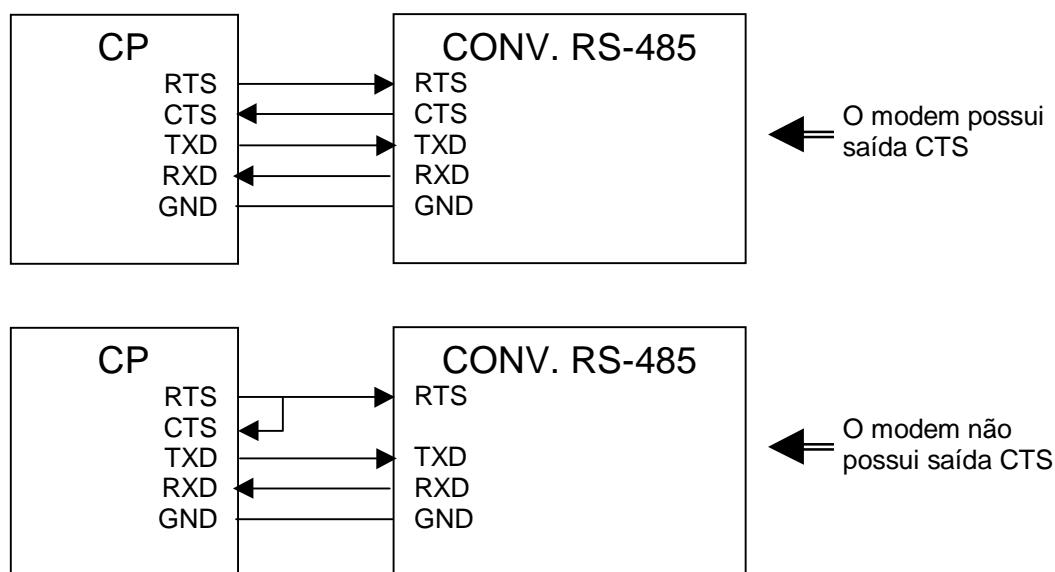 CP
RTS
CTS
TXD
RXD
GND
CONV. RS-485
RTS
CTS
TXD
RXD
GND
O modem possui
saída CTS
CP
RTS
CTS
TXD
RXD
GND
CONV. RS-485
RTS
TXD
RXD
GND
O modem não
possui saída CTS